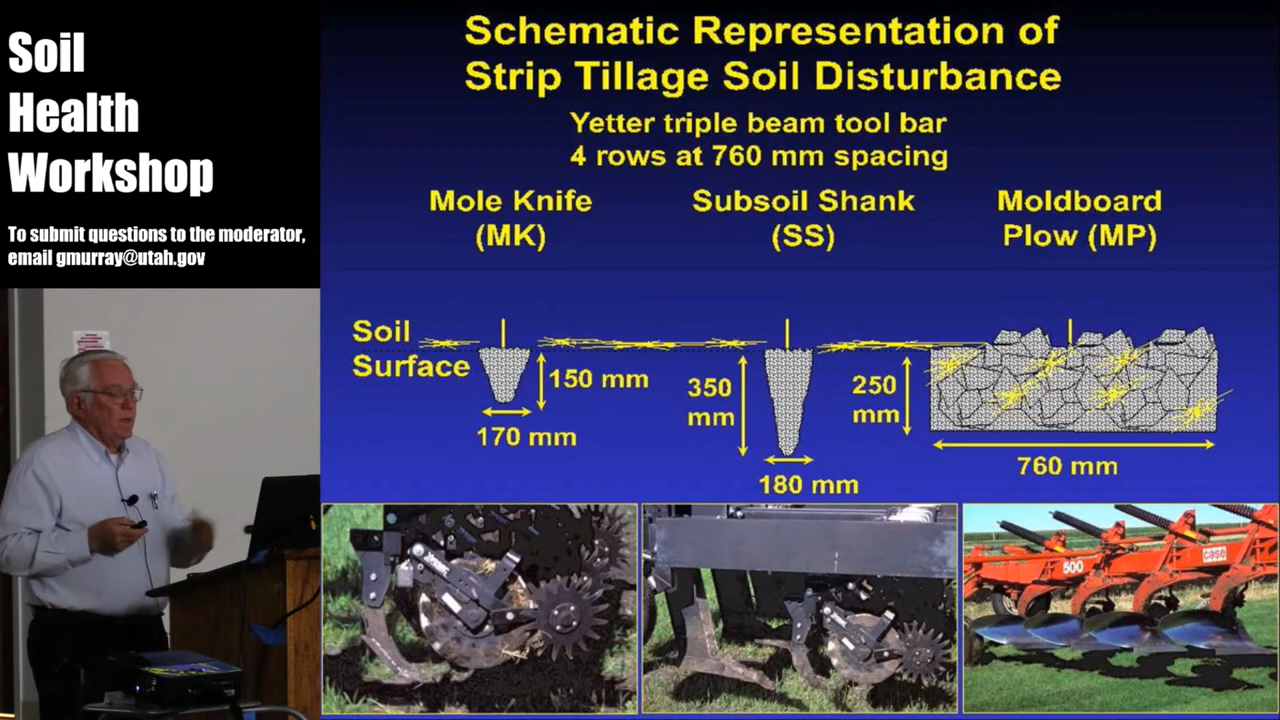 Soil
Health
Workshop
To submit questions to the moderator,
email gmurray@utah.gov
Schematic Representation of
Strip Tillage Soil Disturbance
Yetter triple beam tool bar
4 rows at 760 mm spacing
Mole Knife
(MK)
Subsoil Shank
(SS)
Moldboard
Plow (MP)
Soil
Surface
150 mm
170 mm
350
mm
180 mm
250
mm
760 mm
500
case